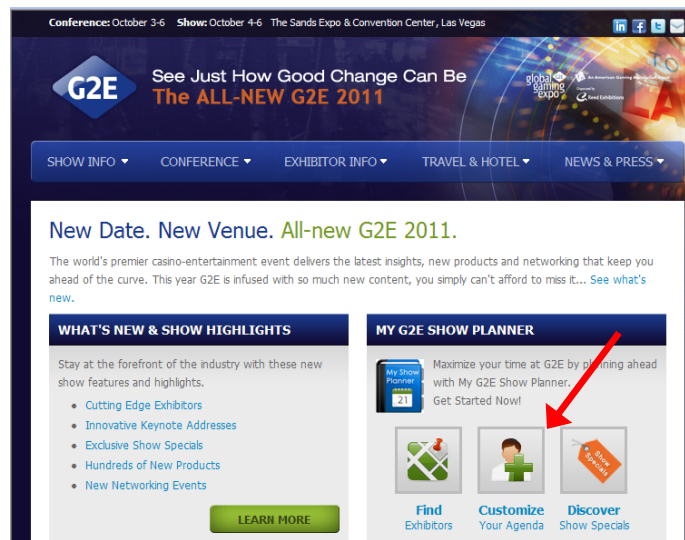 Conference: October 3-6 Show: October 4-6 The Sands Expo & Convention Center, Las Vegas
G2E
See Just How Good Change Can Be
The ALL-NEW G2E 2011
global
gaming
expo
Organized by
Reed Exhibitions
SHOW INFO CONFERENCE EXHIBITOR INFO TRAVEL & HOTEL NEWS & PRESS
New Date. New Venue. All-new G2E 2011.
The world's premier casino-entertainment event delivers the latest insights, new products and networking that keep you
ahead of the curve. This year G2E is infused with so much new content, you simply can't afford to miss it... See what's
new.
WHAT'S NEW & SHOW HIGHLIGHTS
Stay at the forefront of the industry with these new
show features and highlights.
Cutting Edge Exhibitors
Innovative Keynote Addresses
Exclusive Show Specials
Hundreds of New Products
New Networking Events
LEARN MORE
MY G2E SHOW PLANNER
My Show
Planner
21
Maximize your time at G2E by planning ahead
with My G2E Show Planner.
Get Started Now!
Show
Specials
Find Customize Discover
Exhibitors Your Agenda Show Specials